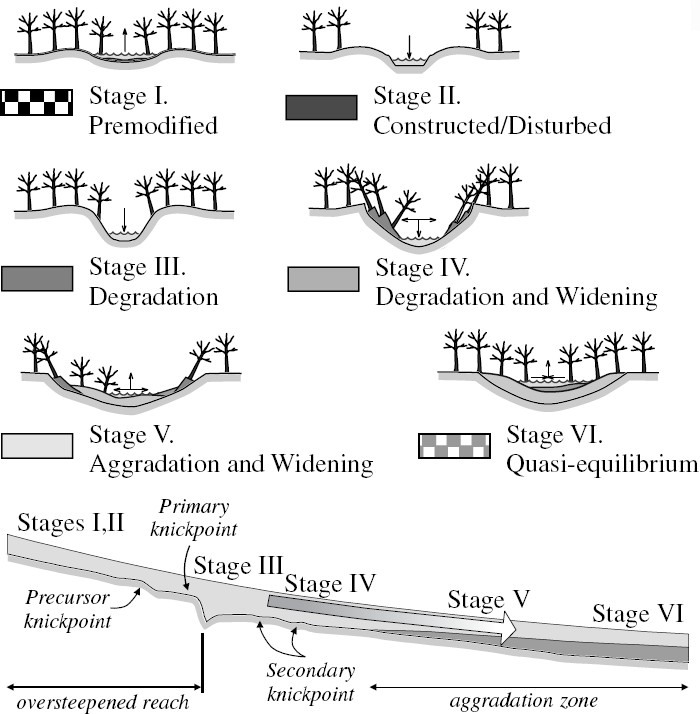 Stage I.
Premodified
Stage II.
Constructed/Disturbed
Stage III.
Degradation
Stage IV.
Degradation and Widening
Stage V.
Aggradation and Widening
Stage VI.
Quasi-equilibrium
Stages I,II
Primary
knickpoint
Stage III
Stage IV
Stage V
Stage VI
Precursor
knickpoint
Secondary
knickpoint
oversteepened reach
aggradation zone